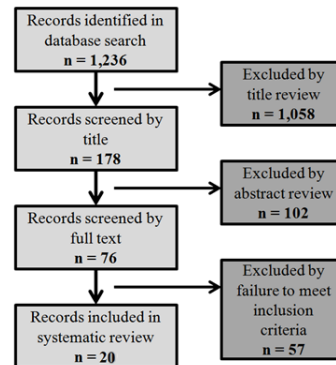 Records identified in
database search
n = 1,236
Excluded by
title review
n = 1,058
Records screened by
title
n = 178
Excluded by
abstract review
n = 102
Records screened by
full text
n = 76
Excluded by
failure to meet
inclusion
criteria
n = 57
Records included in
systematic review
n = 20